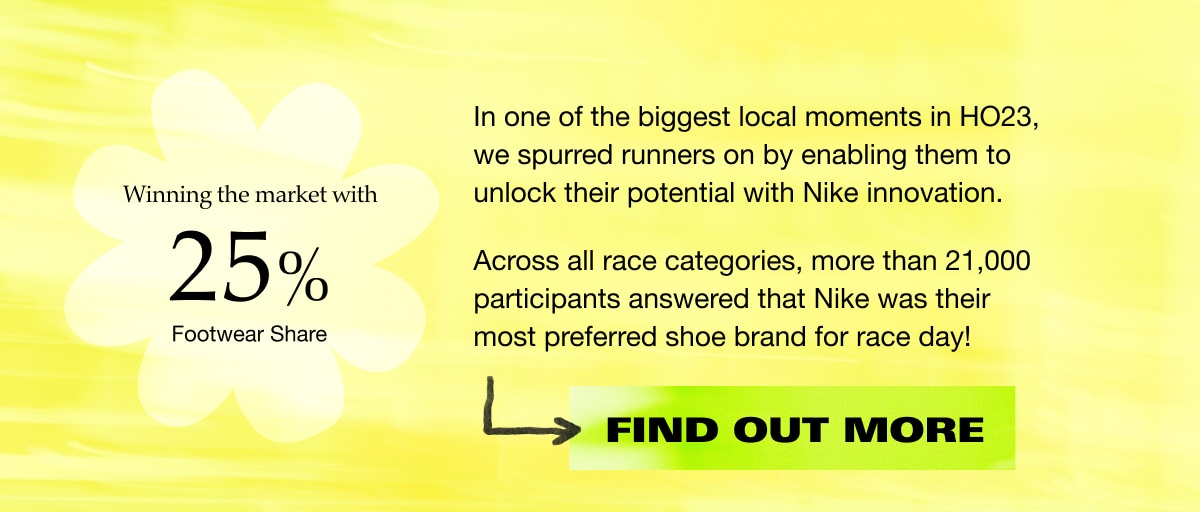 Winning the market with
25%
Footwear Share
In one of the biggest local moments in HO23,
we spurred runners on by enabling them to
unlock their potential with Nike innovation.
Across all race categories, more than 21,000
participants answered that Nike was their
most preferred shoe brand for race day!
FIND OUT MORE